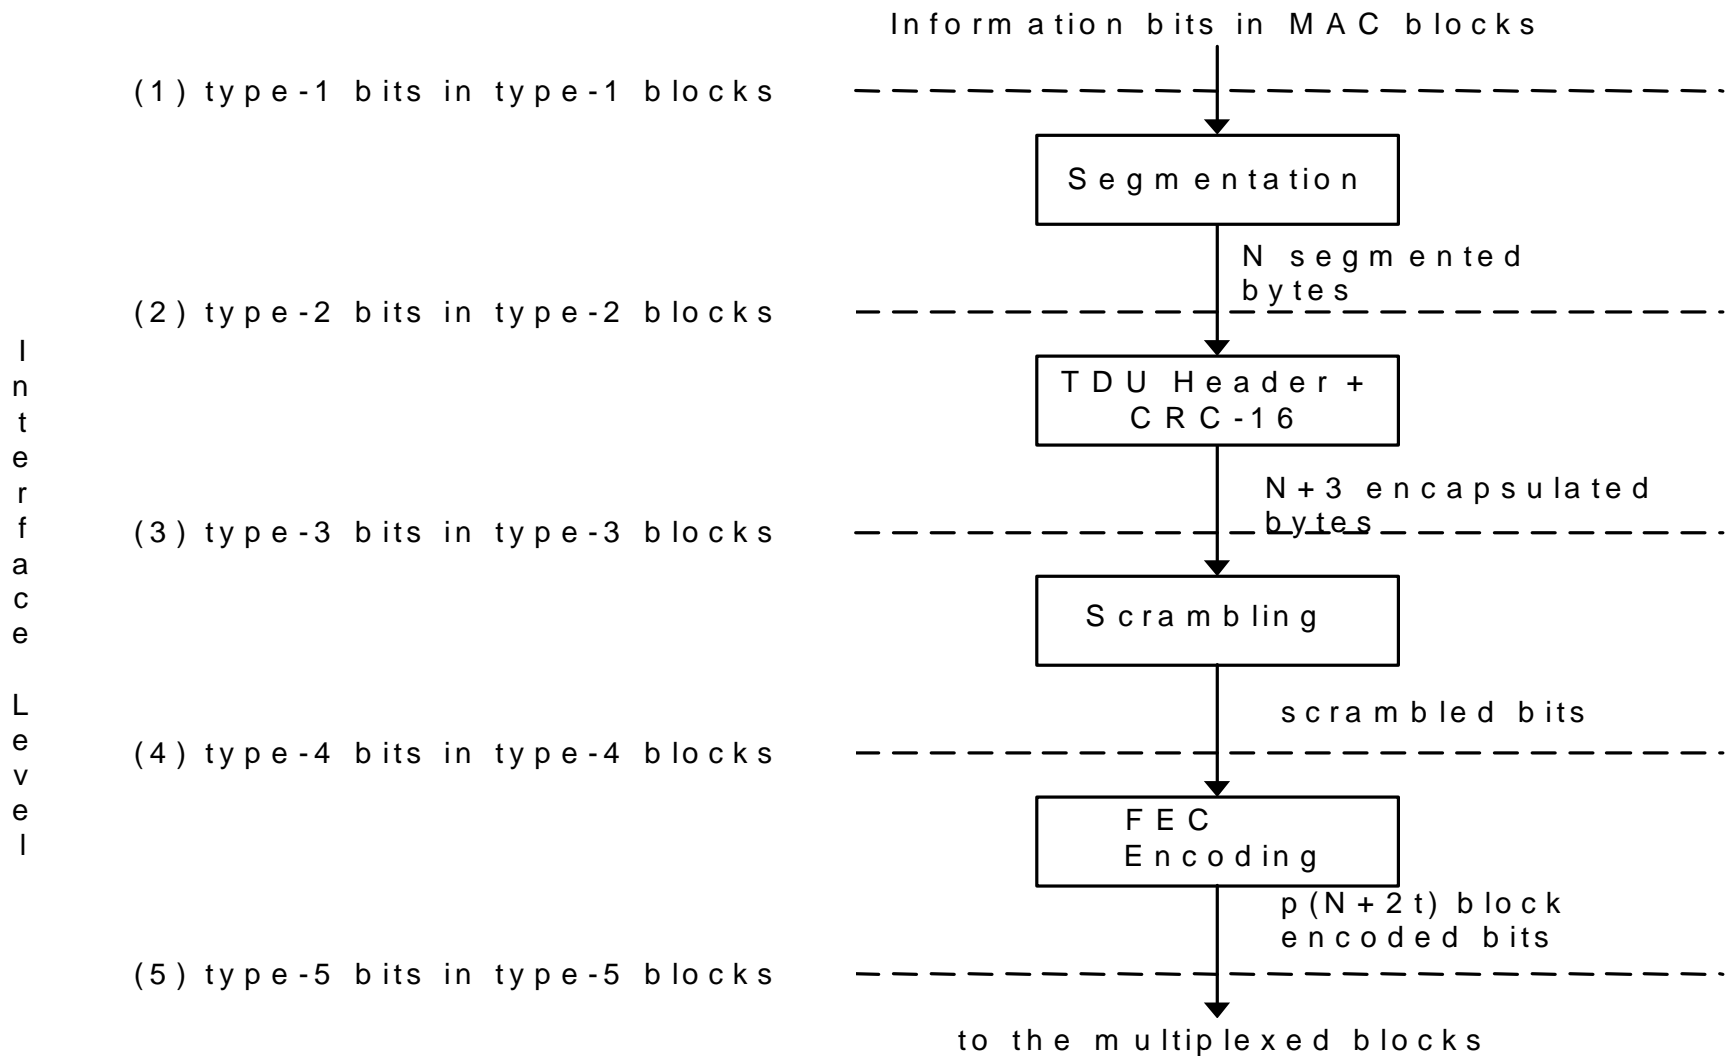 Information bits in MAC blocks
(1) type-1 bits in type-1 blocks
Segmentation
N segmented
bytes
(2) type-2 bits in type-2 blocks
TDU Header +
CRC-16
N+3 encapsulated
bytes
(3) type-3 bits in type-3 blocks
Scrambling
scrambled bits
(4) type-4 bits in type-4 blocks
FEC
Encoding
p(N+2t) block
encoded bits
(5) type-5 bits in type-5 blocks
to the multiplexed blocks
Interface Level